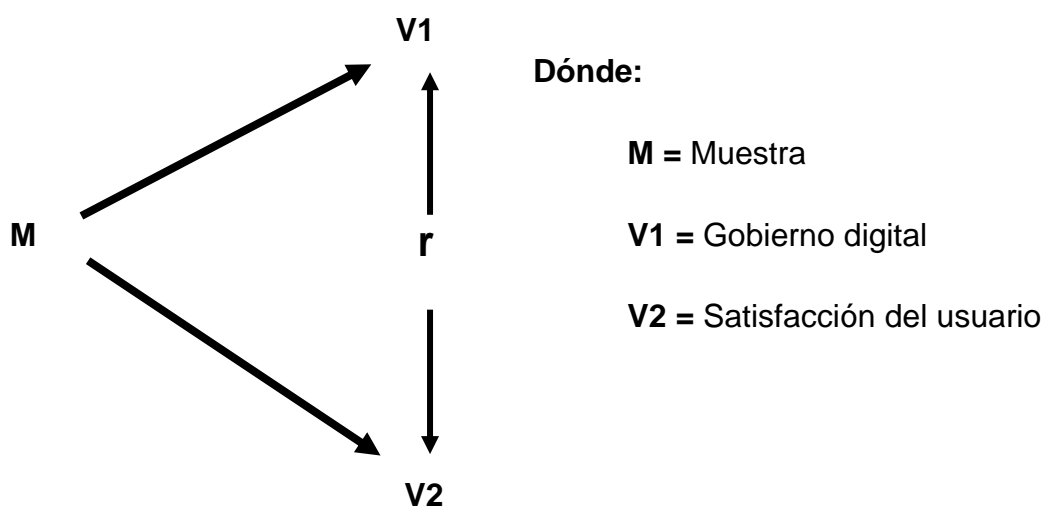 V1
Dónde:
M = Muestra
M
r
V1 = Gobierno digital
V2 = Satisfacción del usuario
V2